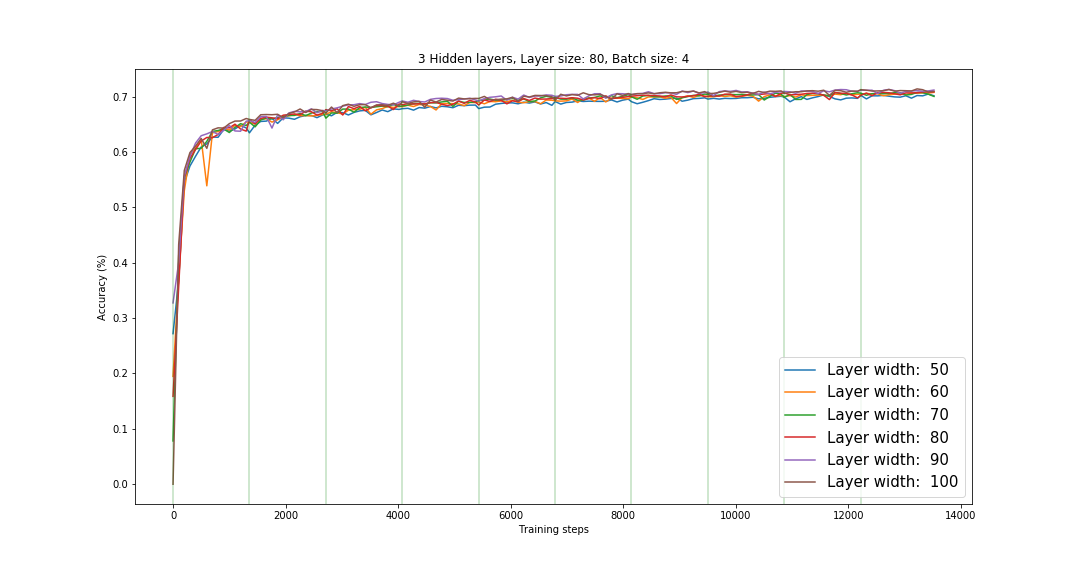 3 Hidden layers, Layer size: 80, Batch size: 4
Accuracy (%)
0.7
0.6
0.5
0.4
0.3
0.2
0.1
0.0
0 2000 4000 6000 8000 10000 12000 14000
Training steps
Layer width: 50
Layer width: 60
Layer width: 70
Layer width: 80
Layer width: 90
Layer width: 100